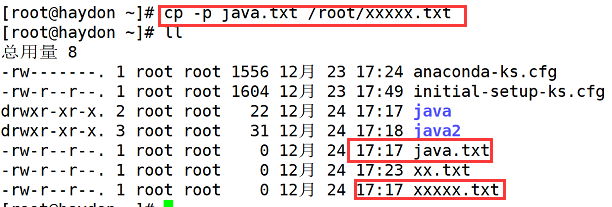 [root@haydon ~]# cp -p java.txt /root/xxxxx.txt
[root@haydon ~]# ll
总用量 8
-rw-------. 1 root root 1556 12月 23 17:24 anaconda-ks.cfg
-rw-r--r--. 1 root root 1604 12月 23 17:49 initial-setup-ks.cfg
drwxr-xr-x. 2 root root 22 12月 24 17:17 java
drwxr-xr-x. 3 root root 31 12月 24 17:18 java2
-rw-r--r--. 1 root root 0 12月 24 17:17 java.txt
-rw-r--r--. 1 root root 0 12月 24 17:23 xx.txt
-rw-r--r--. 1 root root 0 12月 24 17:17 xxxxx.txt
[root@haydon ~]#